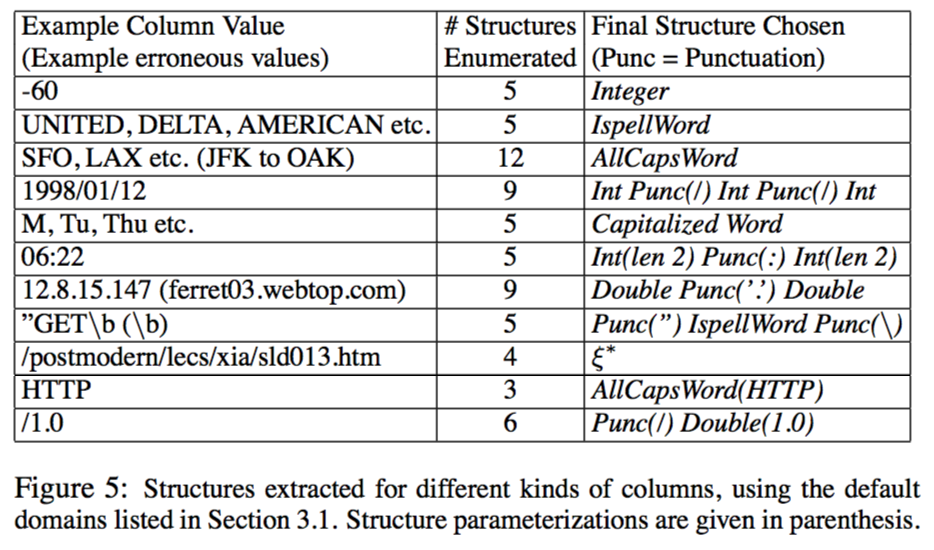 Example Column Value # Structures Final Structure Chosen
(Example erroneous values) Enumerated (Punc = Punctuation)
-60 5 Integer
UNITED, DELTA, AMERICAN etc. 5 IspellWord
SFO, LAX etc. (JFK to OAK) 12 AllCapsWord
1998/01/12 9 Int Punc(/) Int Punc(/) Int
M, Tu, Thu etc. 5 Capitalized Word
06:22 5 Int(len 2) Punc(:) Int(len 2)
12.8.15.147 (ferret03.webtop.com) 9 Double Punc('.') Double
”GET\b (\b) 5 Punc(”) IspellWord Punc(\)
/postmodern/lecs/xia/sld013.htm 4 ξ*
HTTP 3 AllCapsWord(HTTP)
/1.0 6 Punc(/) Double(1.0)
Figure 5: Structures extracted for different kinds of columns, using the default
domains listed in Section 3.1. Structure parameterizations are given in parenthesis.